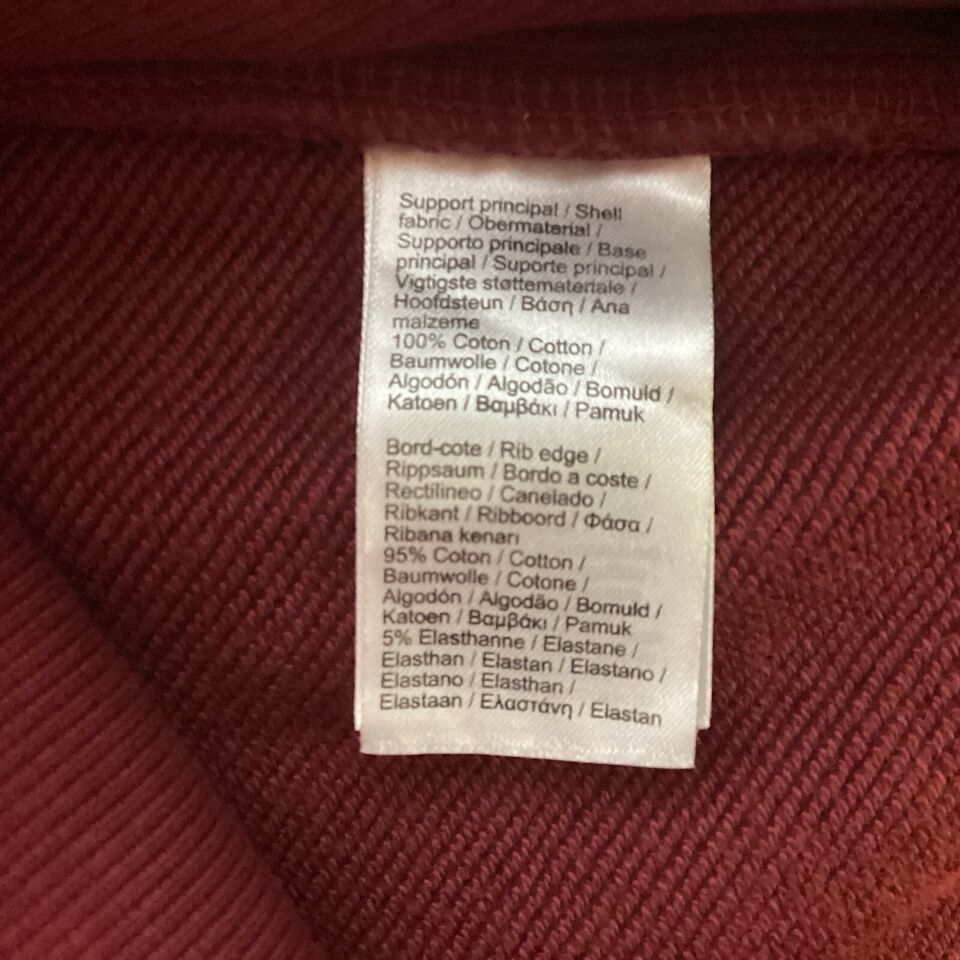 Support principal / Shell
fabric / Obermaterial /
Supporto principale / Base
principal / Suporte principal /
Vigtigste støttemateriale /
Hoofdsteun / Βάση / Ana
malzeme
100% Coton / Cotton /
Baumwolle / Cotone /
Algodón / Algodão / Bomuld /
Katoen / Βαμβάκι / Pamuk
Bord-cote / Rib edge /
Rippsaum / Bordo a coste /
Rectilineo / Canelado /
Ribkant / Ribboord / Φάσα /
Ribana kenarı
95% Coton / Cotton /
Baumwolle / Cotone /
Algodón / Algodão / Bomuld /
Katoen / Βαμβάκι / Pamuk
5% Elasthanne / Elastane /
Elasthan / Elastan / Elastano /
Elastano / Elasthan /
Elastaan / Ελαστάνη / Elastan